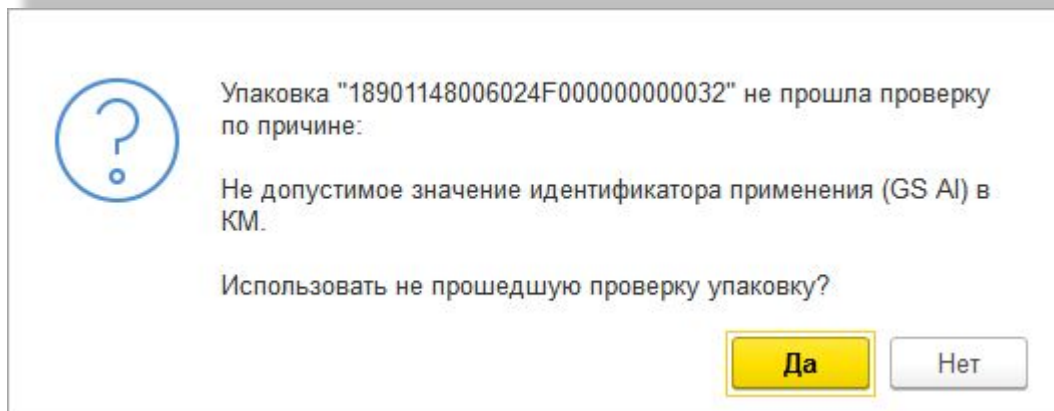 Упаковка "18901148006024F000000000032" не прошла проверку
по причине:
Не допустимое значение идентификатора применения (GS AI) в
КМ.
Использовать не прошедшую проверку упаковку?
Да
Нет